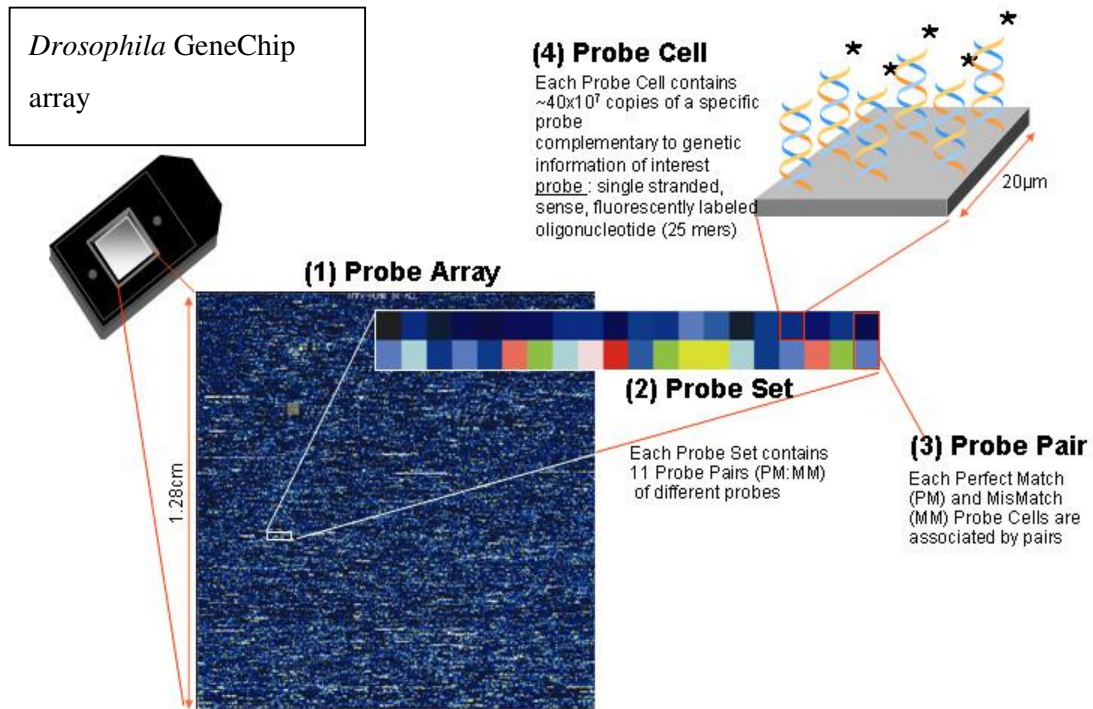 Drosophila GeneChip
array
(4) Probe Cell
Each Probe Cell contains
~40x10⁷ copies of a specific
probe
complementary to genetic
information of interest
probe : single stranded,
sense, fluorescently labeled
oligonucleotide (25 mers)
* * * * *
20µm
(1) Probe Array
1.28cm
(2) Probe Set
Each Probe Set contains
11 Probe Pairs (PM:MM)
of different probes
(3) Probe Pair
Each Perfect Match
(PM) and MisMatch
(MM) Probe Cells are
associated by pairs